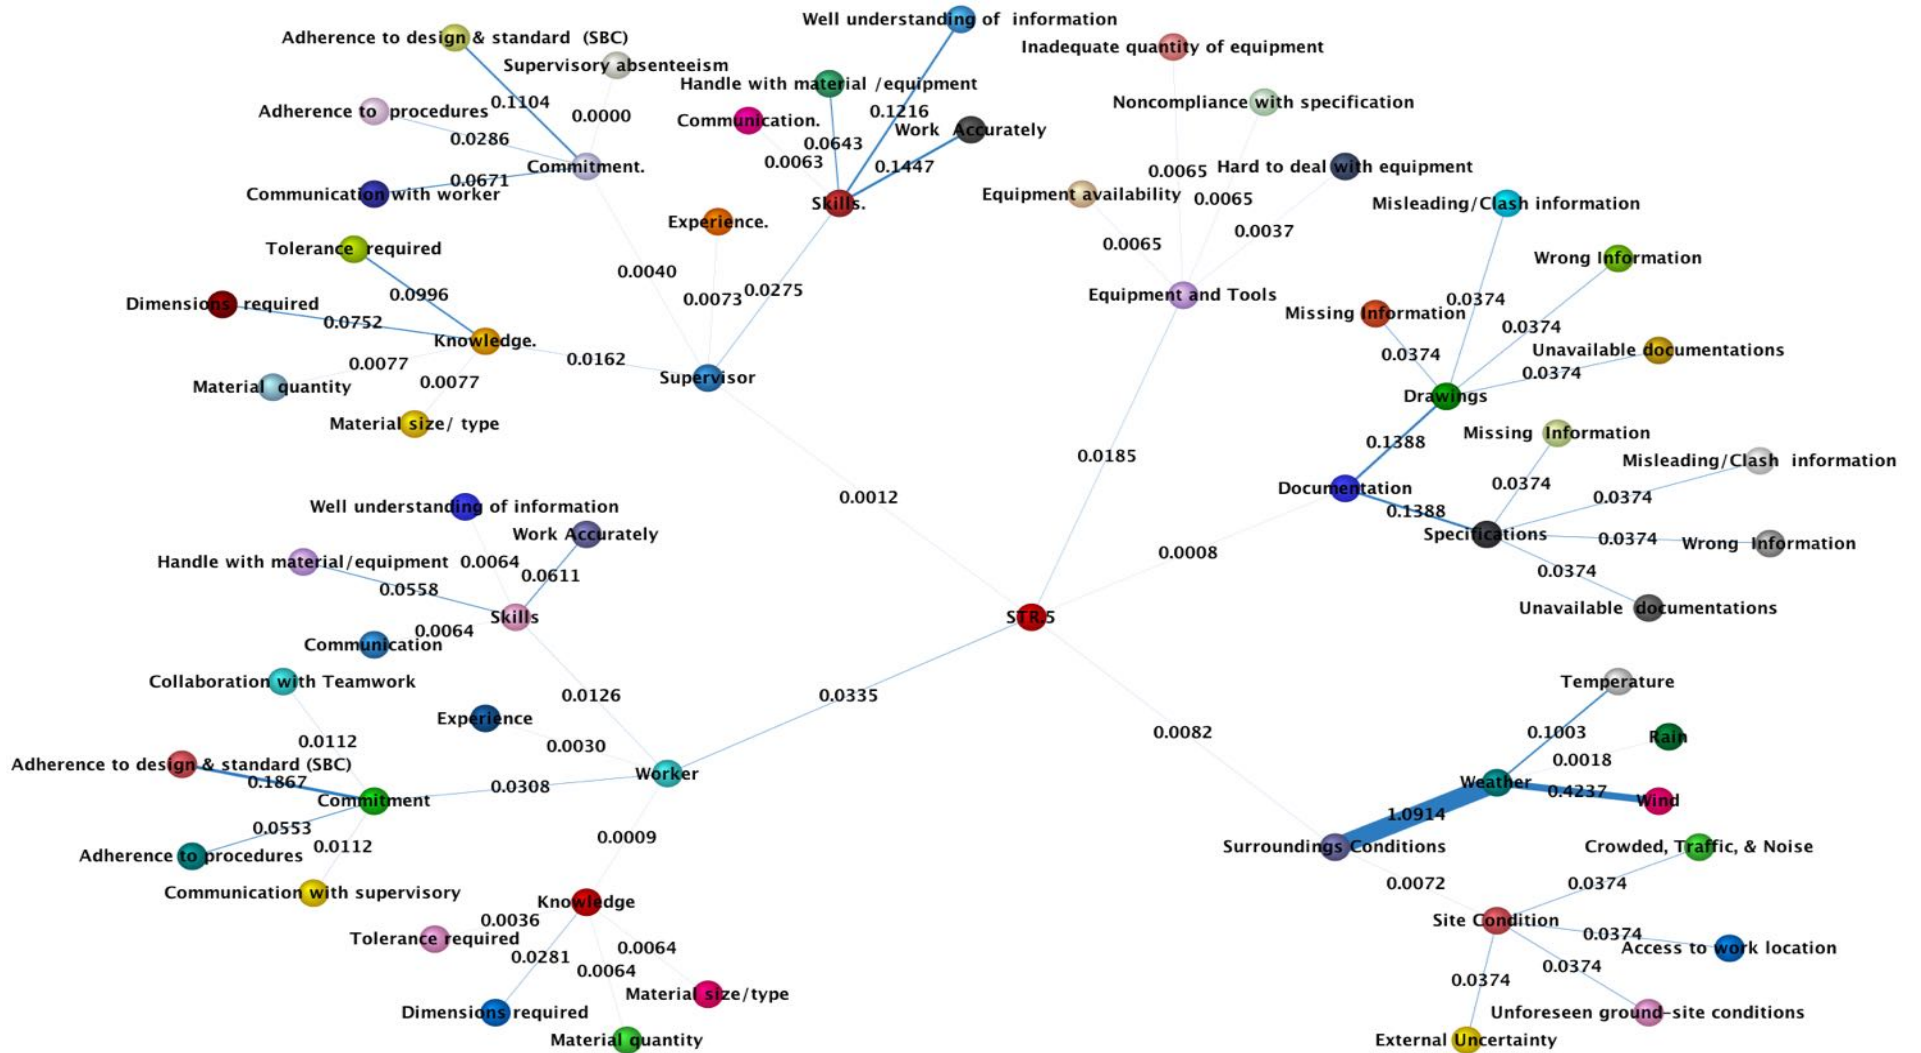 Well understanding of  information
Adherence to design & standard  (SBC)
Inadequate quantity of equipment
Supervisory absenteeism
Handle with material /equipment
0.1104
Noncompliance with specification
Adherence to procedures
0.1216
0.0000
Communication.
Work  Accurately
0.0286
0.0643
0.0063
0.1447
Commitment.
0.0065
Hard to deal with equipment
0.0671
Communication with worker
Equipment availability
0.0065
Skills.
Misleading/Clash information
Experience.
0.0037
Tolerance  required
0.0065
Wrong Information
0.0040
0.0275
0.0996
0.0073
Equipment and Tools
0.0374
Dimensions  required
Missing Information
0.0752
0.0374
Knowledge.
0.0162
0.0374
Unavailable documentations
0.0077
0.0374
Supervisor
0.0077
Material  quantity
Drawings
Material size/ type
Missing  Information
0.1388
0.0185
Misleading/Clash  information
0.0374
Documentation
0.0012
0.0374
Well understanding of information
0.1388
Work Accurately
Specifications
0.0374
Wrong  Information
0.0008
Handle with material/equipment
0.0064
0.0611
0.0374
0.0558
Unavailable  documentations
Skills
STR.5
0.0064
Communication
Collaboration with Teamwork
Temperature
0.0126
0.0335
Experience
0.0082
0.1003
Rain
0.0112
0.0030
0.0018
Adherence to design & standard (SBC)
Worker
0.1867
Weather
0.0308
0.4237
Wind
Commitment
1.0914
0.0553
0.0009
0.0112
Surroundings Conditions
Crowded, Traffic, & Noise
Adherence to procedures
0.0072
0.0374
Communication with supervisory
Knowledge
0.0036
Site Condition
0.0374
Tolerance required
0.0064
Access to work location
0.0281
0.0064
0.0374
0.0374
Material size/type
Dimensions required
Unforeseen ground-site conditions
Material quantity
External Uncertainty